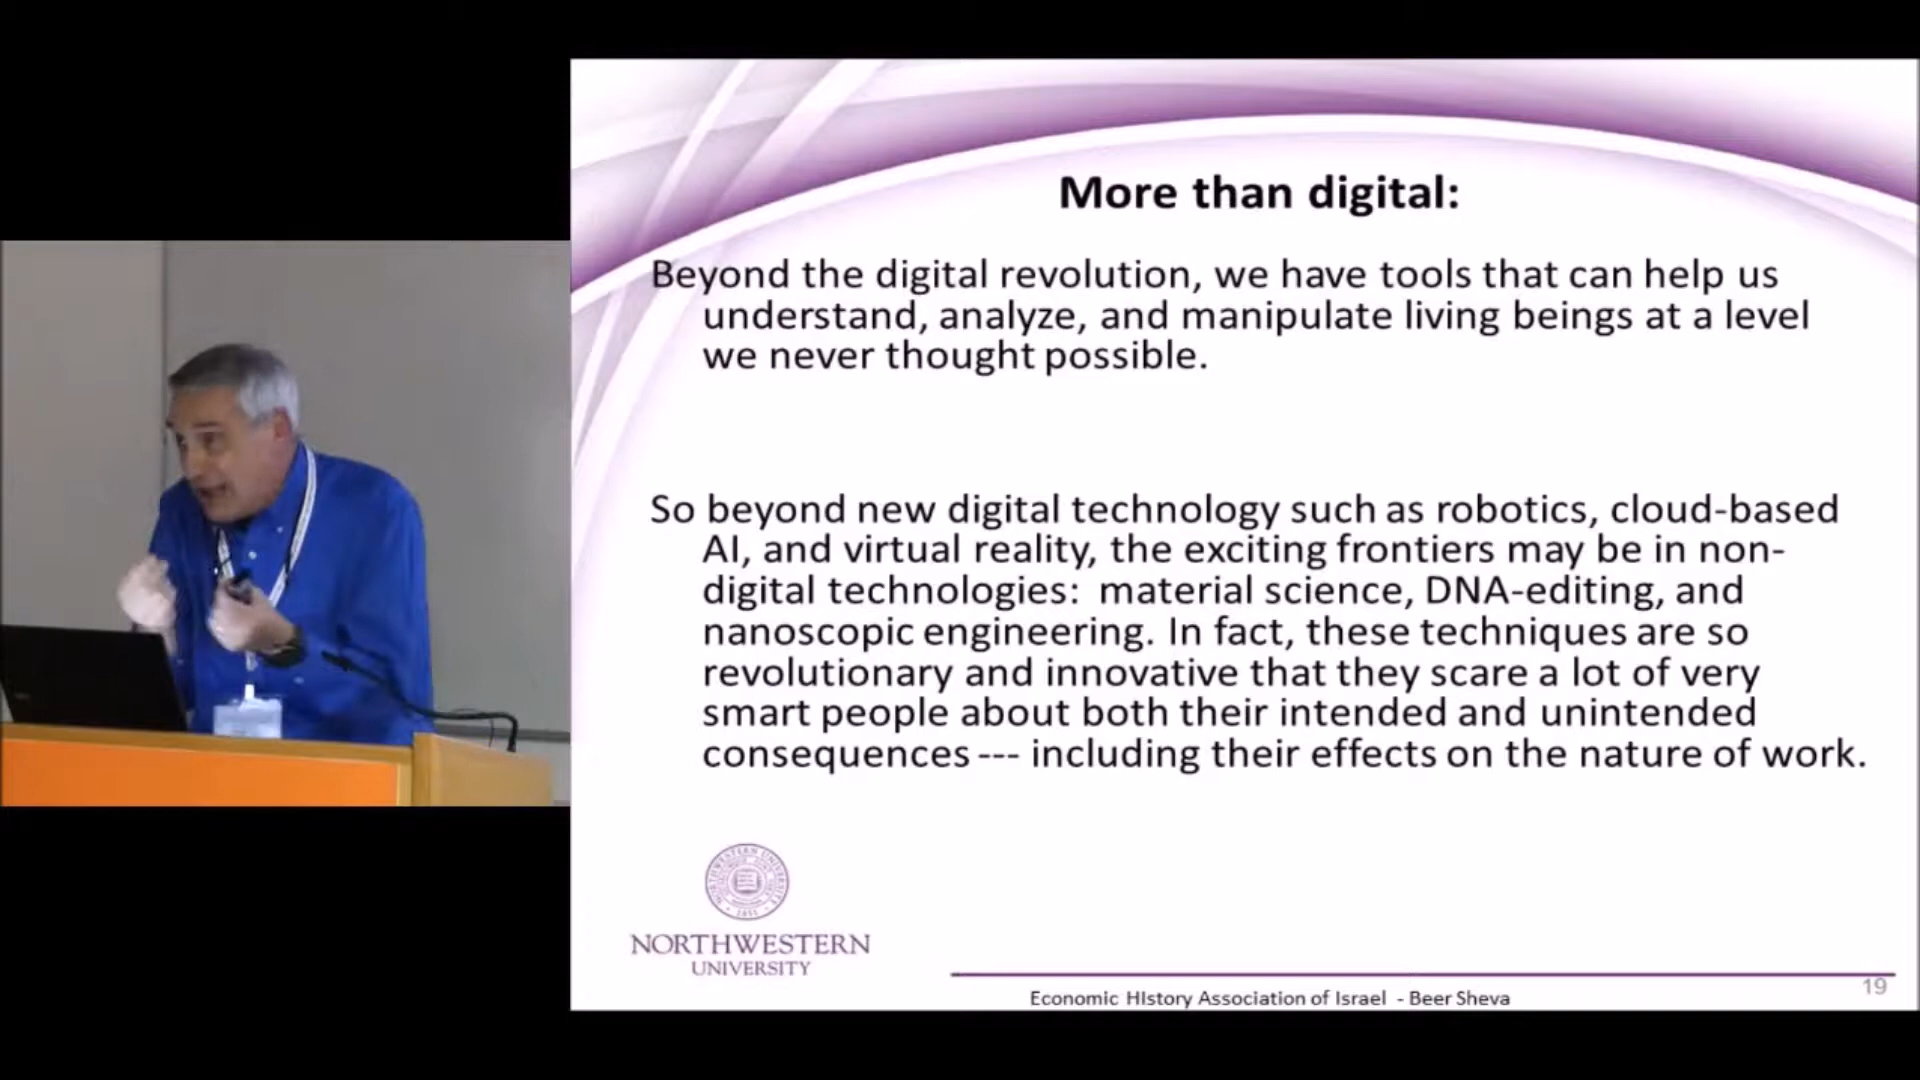 More than digital:
Beyond the digital revolution, we have tools that can help us
understand, analyze, and manipulate living beings at a level
we never thought possible.
So beyond new digital technology such as robotics, cloud-based
AI, and virtual reality, the exciting frontiers may be in non-
digital technologies:  material science, DNA-editing, and
nanoscopic engineering. In fact, these techniques are so
revolutionary and innovative that they scare a lot of very
smart people about both their intended and unintended
consequences --- including their effects on the nature of work.
NORTHWESTERN
UNIVERSITY
Economic HIstory Association of Israel - Beer Sheva
19